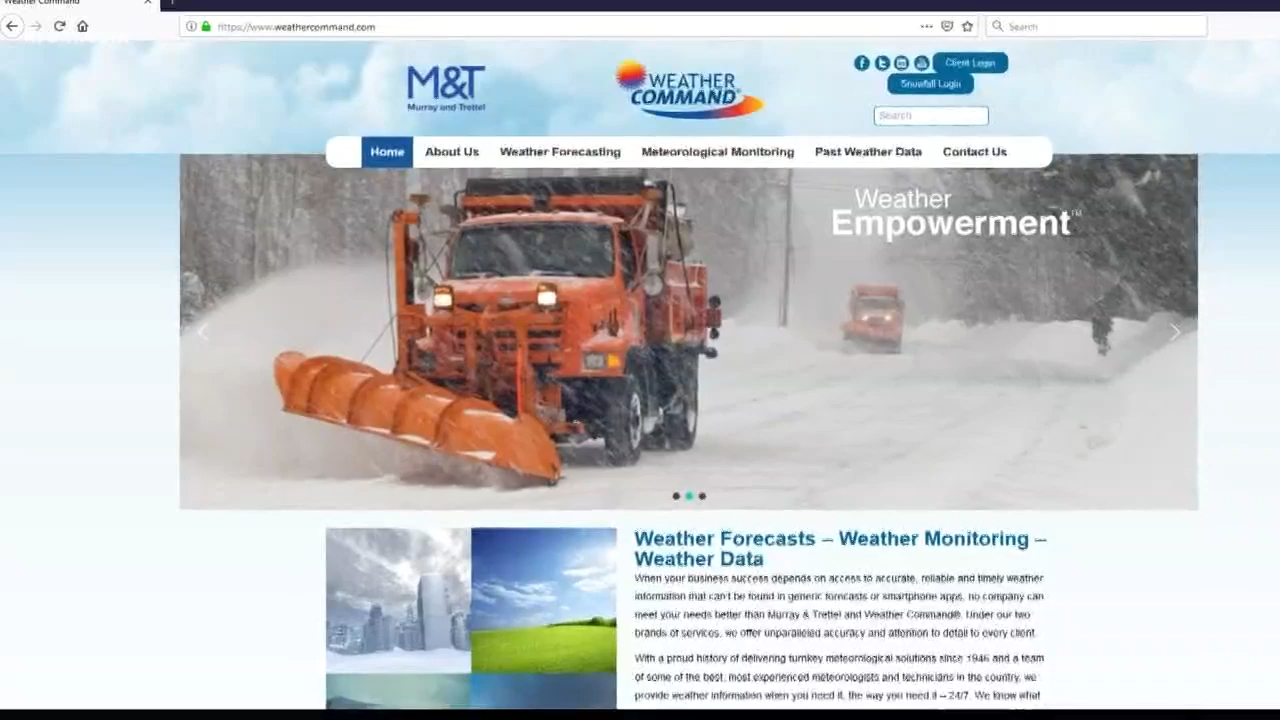 Weather Command
https://www.weathercommand.com
Search
M&T
Murray and Trettel
WEATHER
COMMAND
Client Login
Snowfall Login
Search
Home
About Us
Weather Forecasting
Meteorological Monitoring
Past Weather Data
Contact Us
Weather
Empowerment™
Weather Forecasts – Weather Monitoring –
Weather Data
When your business success depends on access to accurate, reliable and timely weather
information that can't be found in generic forecasts or smartphone apps, no company can
meet your needs better than Murray & Trettel and Weather Command®. Under our two
brands of services, we offer unparalleled accuracy and attention to detail to every client.
With a proud history of delivering turnkey meteorological solutions since 1946 and a team
of some of the best, most experienced meteorologists and technicians in the country, we
provide weather information when you need it, the way you need it – 24/7. We know what